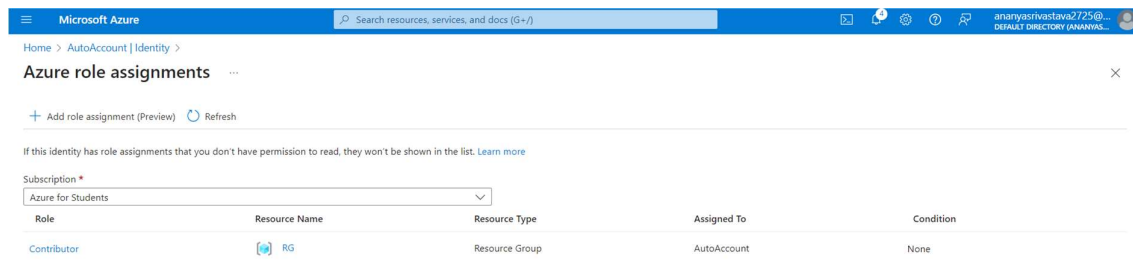 Microsoft Azure
Search resources, services, and docs (G+/)
4
ananyasrivastava2725@...
DEFAULT DIRECTORY (ANANYAS...
Home > AutoAccount | Identity >
Azure role assignments ...
+ Add role assignment (Preview) Refresh
If this identity has role assignments that you don't have permission to read, they won't be shown in the list. Learn more
Subscription *
Azure for Students
Role Resource Name Resource Type Assigned To Condition
Contributor RG Resource Group AutoAccount None